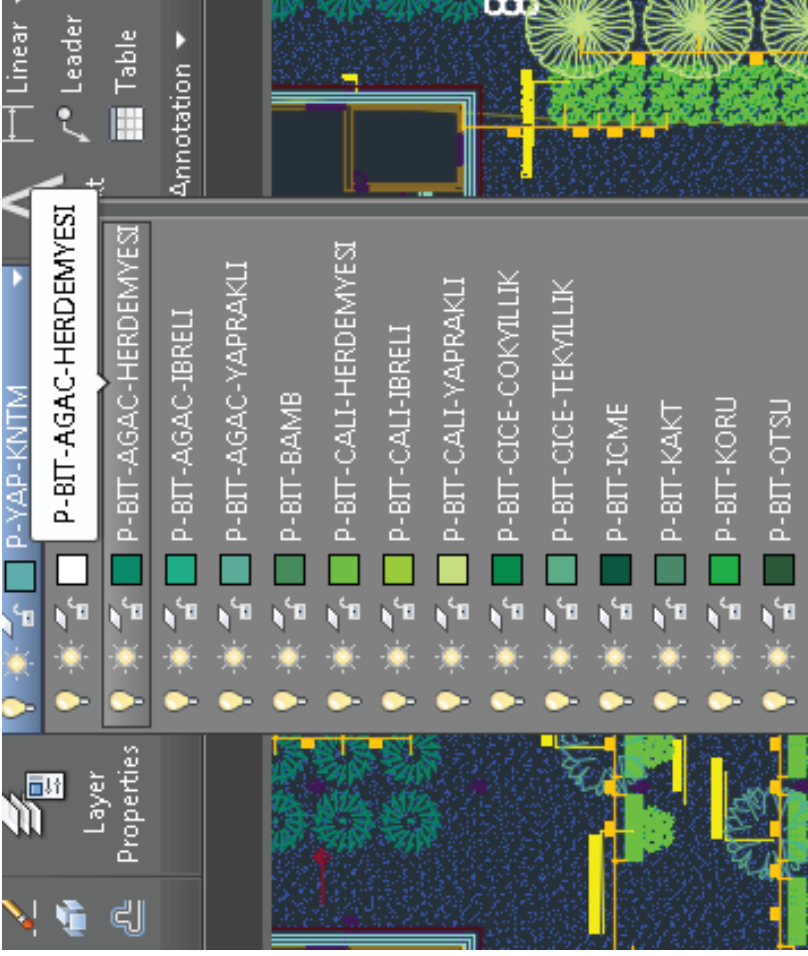 Linear
Leader
Table
Annotation
Layer
Properties
P-YAP-KNTM
P-BIT-AGAC-HERDEMYESI
P-BIT-AGAC-HERDEMYESI
P-BIT-AGAC-IBRELI
P-BIT-AGAC-YAPRAKLI
P-BIT-BAMB
P-BIT-CALI-HERDEMYESI
P-BIT-CALI-IBRELI
P-BIT-CALI-YAPRAKLI
P-BIT-CICE-COKYILLIK
P-BIT-CICE-TEKYILLIK
P-BIT-ICME
P-BIT-KAKT
P-BIT-KORU
P-BIT-OTSU